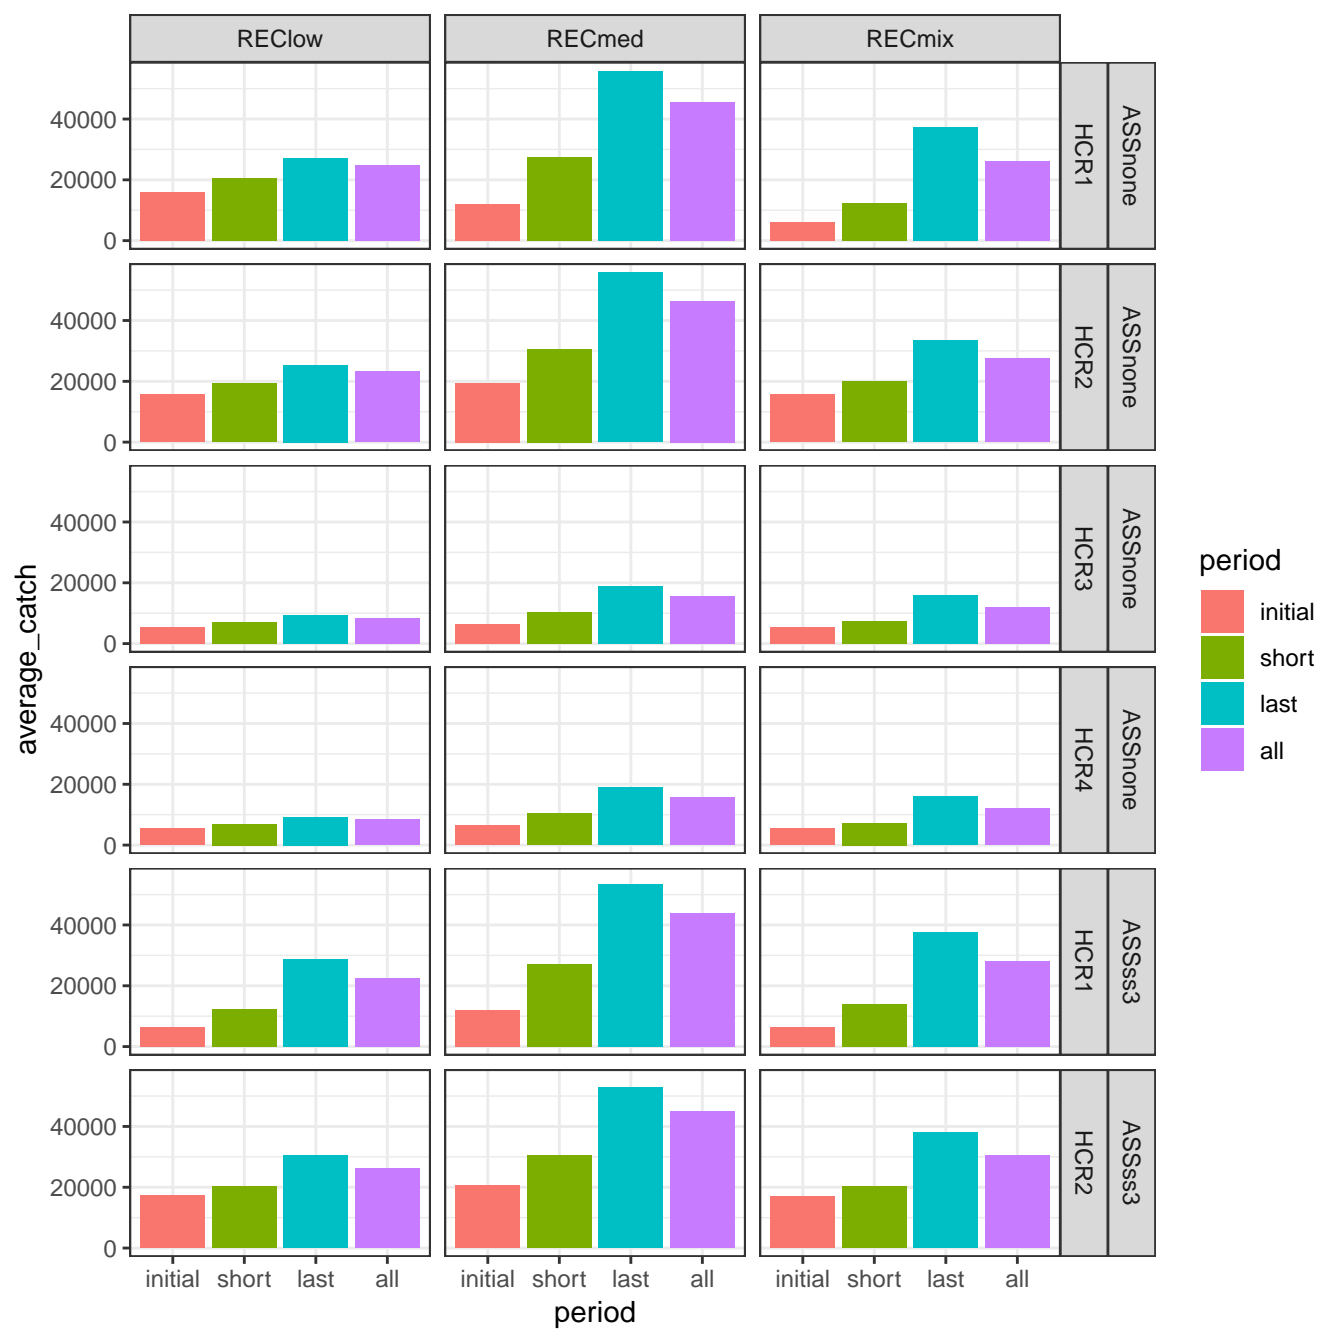 REClow RECmed RECmix
40000
20000
0
HCR1 ASSnone
40000
20000
0
HCR2 ASSnone
40000
20000
0
HCR3 ASSnone
40000
20000
0
HCR4 ASSnone
40000
20000
0
HCR1 ASSss3
40000
20000
0
HCR2 ASSss3
initial short last all initial short last all initial short last all
period
average_catch
period
initial
short
last
all